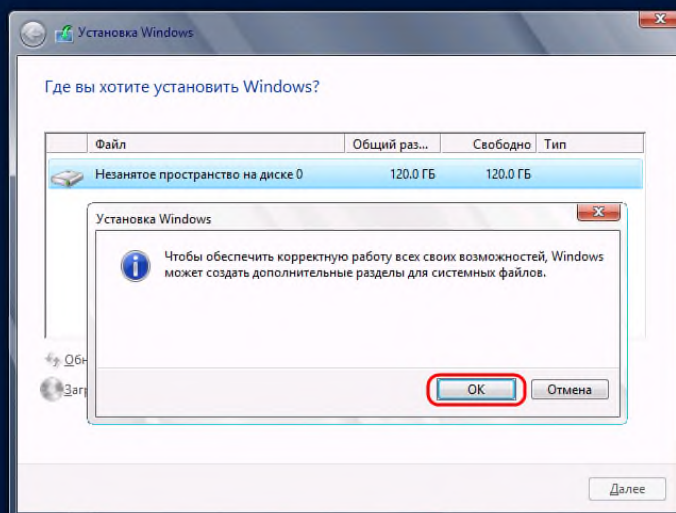 Установка Windows
Где вы хотите установить Windows?
Файл Общий раз... Свободно Тип
Незанятое пространство на диске 0 120.0 ГБ 120.0 ГБ
Установка Windows
Чтобы обеспечить корректную работу всех своих возможностей, Windows
может создать дополнительные разделы для системных файлов.
OK Отмена
Далее